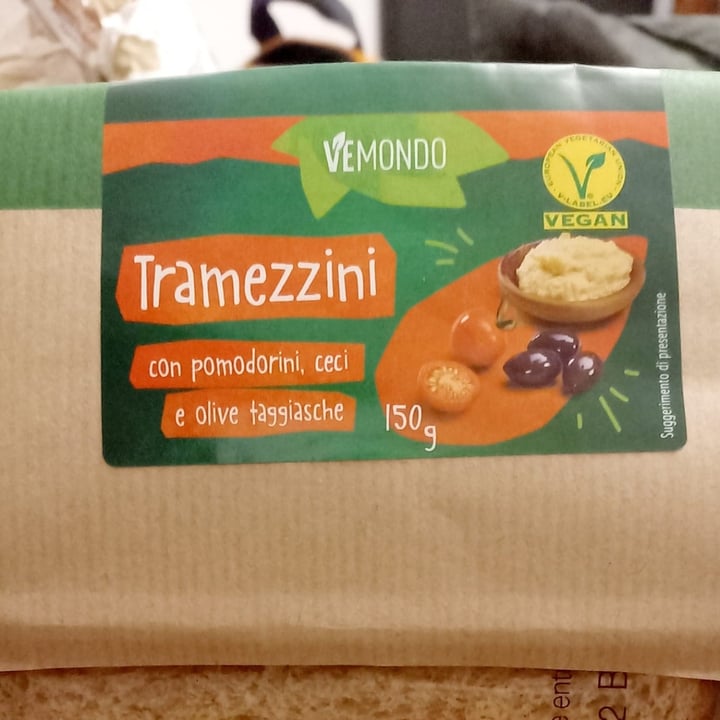 VEMONDO
EUROPEAN VEGETARIAN UNION
V-LABEL.EU
VEGAN
Tramezzini
con pomodorini, ceci
e olive taggiasche
150g
Suggerimento di presentazione